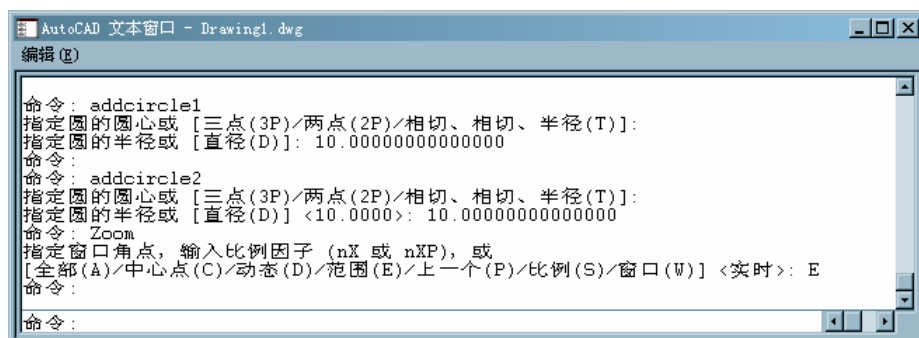 AutoCAD 文本窗口 - Drawing1.dwg
编辑(E)
命令: addcircle1
指定圆的圆心或 [三点(3P)/两点(2P)/相切、相切、半径(T)]:
指定圆的半径或 [直径(D)]: 10.00000000000000
命令:
命令: addcircle2
指定圆的圆心或 [三点(3P)/两点(2P)/相切、相切、半径(T)]:
指定圆的半径或 [直径(D)] <10.0000>: 10.00000000000000
命令: Zoom
指定窗口角点, 输入比例因子 (nX 或 nXP), 或
[全部(A)/中心点(C)/动态(D)/范围(E)/上一个(P)/比例(S)/窗口(W)] <实时>: E
命令:
命令: